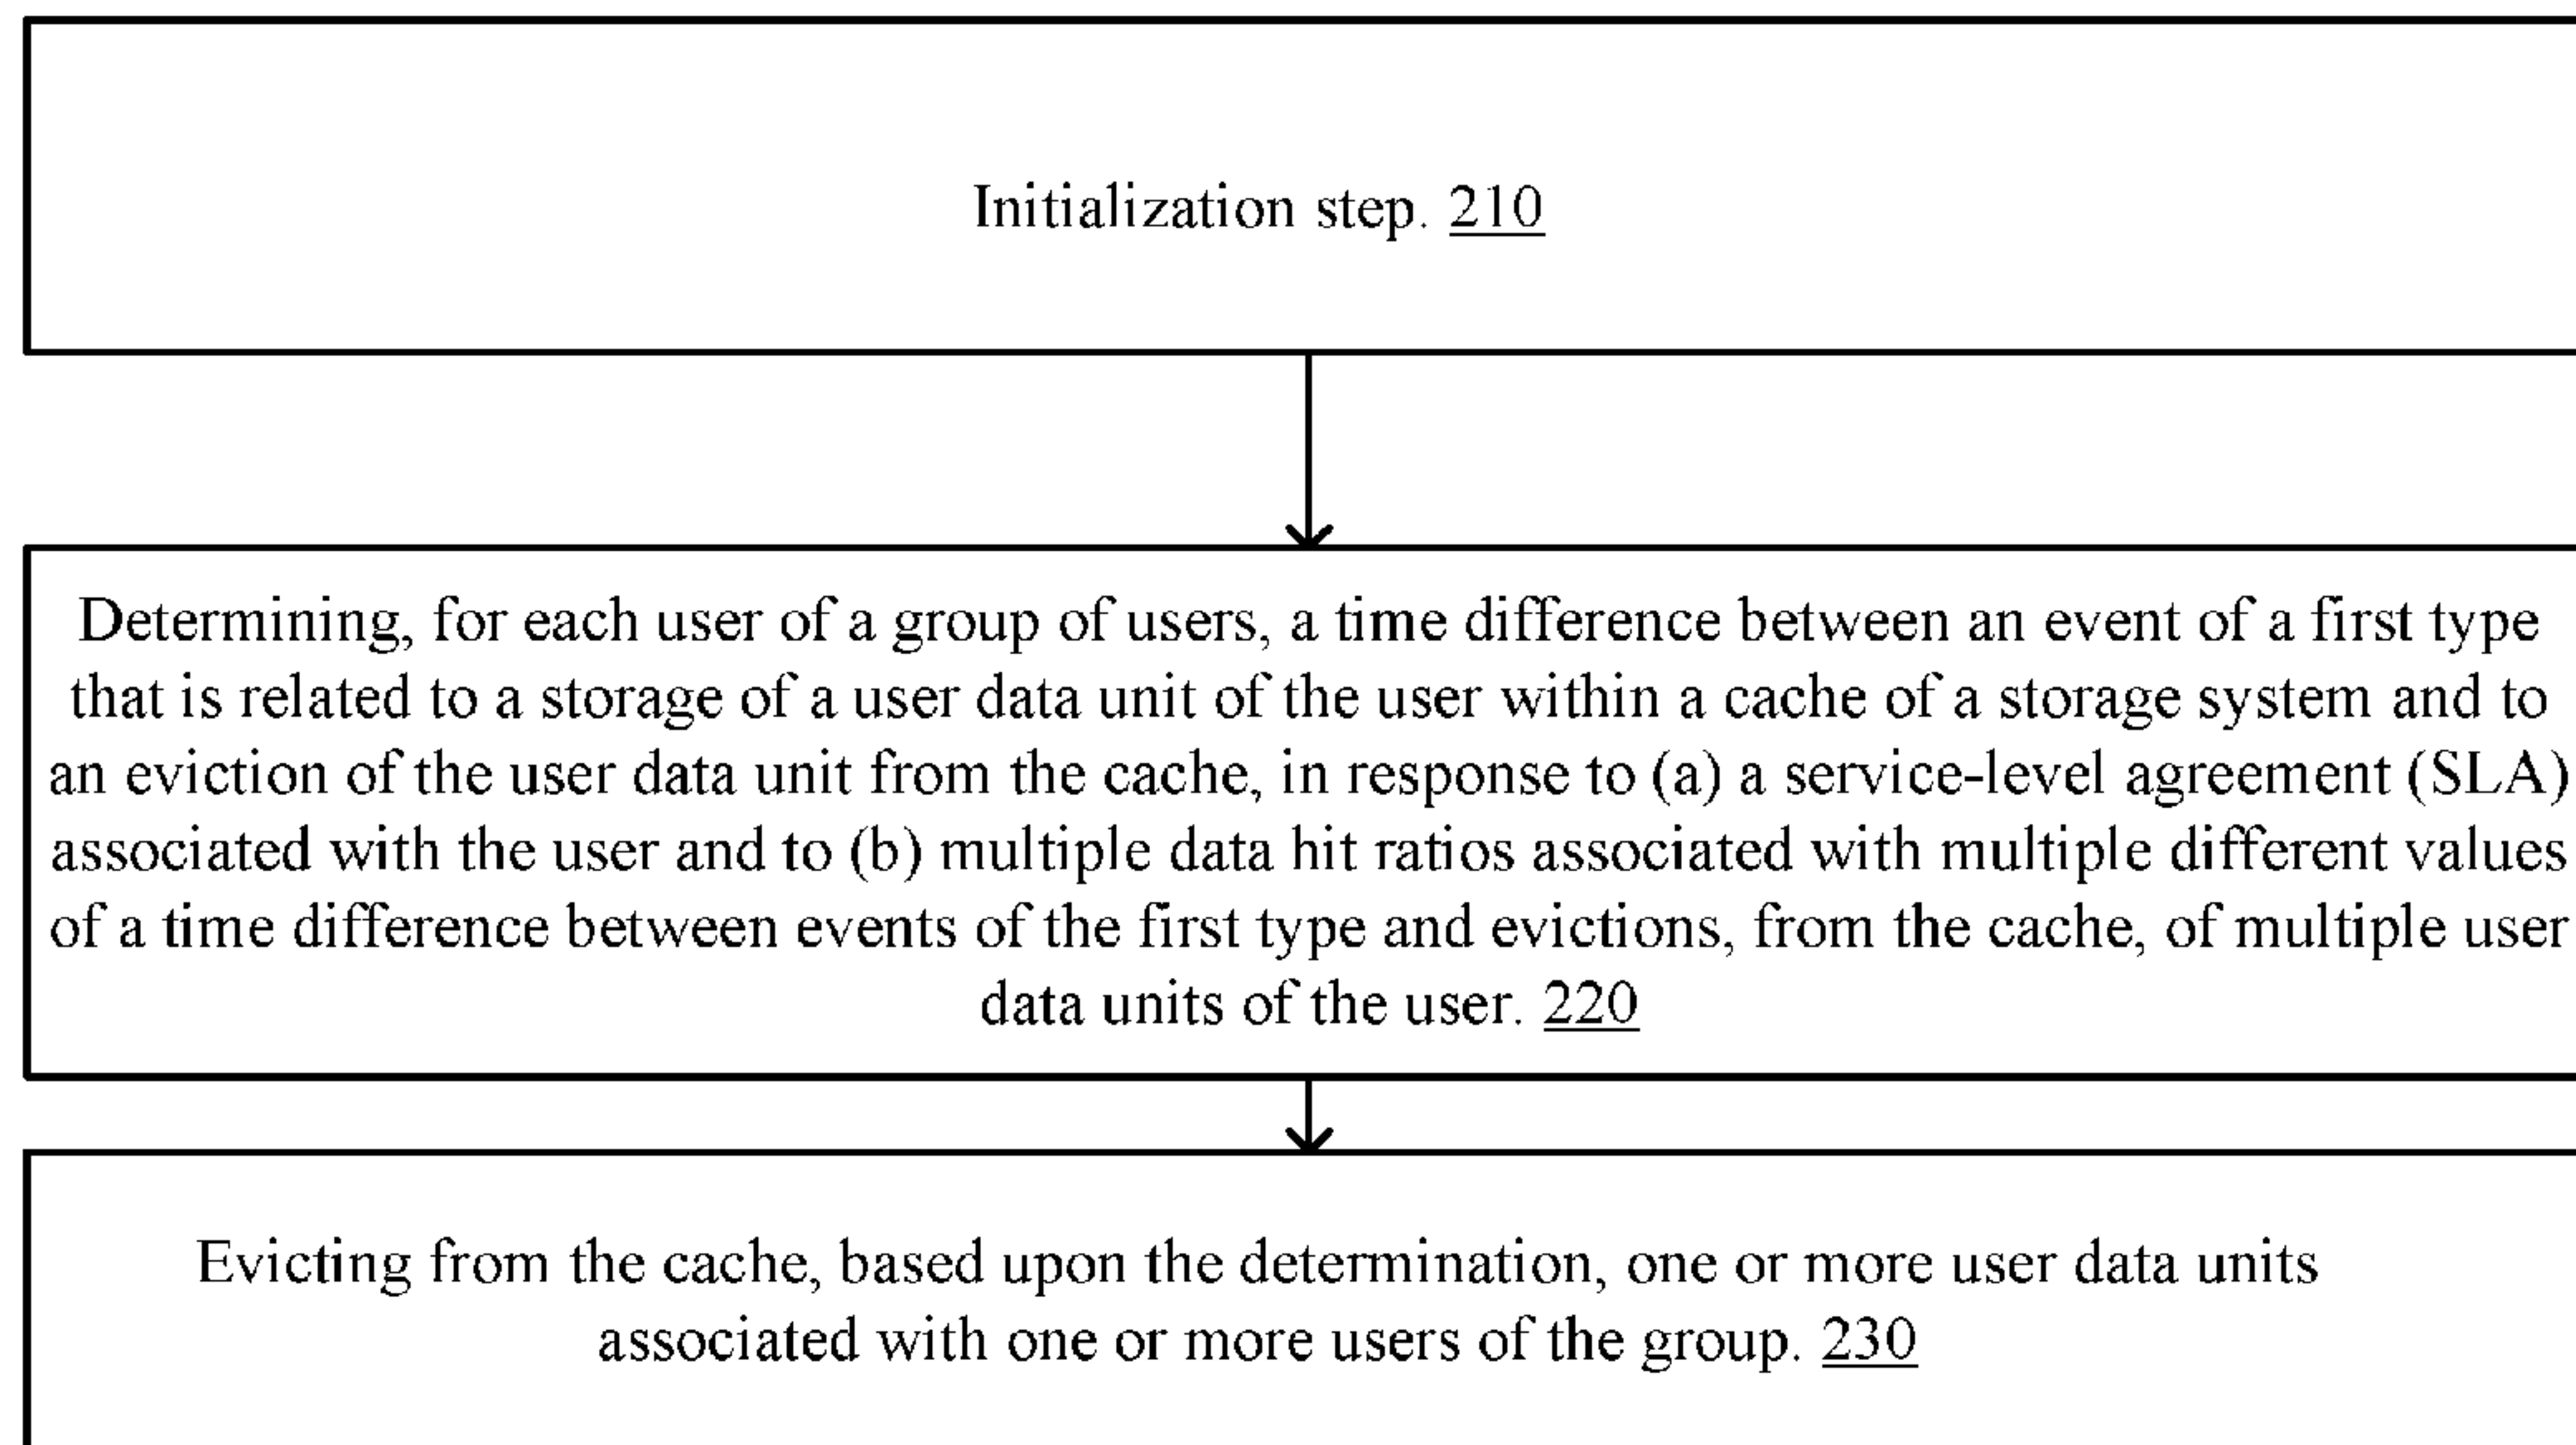 Initialization step. 210
Determining, for each user of a group of users, a time difference between an event of a first type
that is related to a storage of a user data unit of the user within a cache of a storage system and to
an eviction of the user data unit from the cache, in response to (a) a service-level agreement (SLA)
associated with the user and to (b) multiple data hit ratios associated with multiple different values
of a time difference between events of the first type and evictions, from the cache, of multiple user
data units of the user. 220
Evicting from the cache, based upon the determination, one or more user data units
associated with one or more users of the group. 230